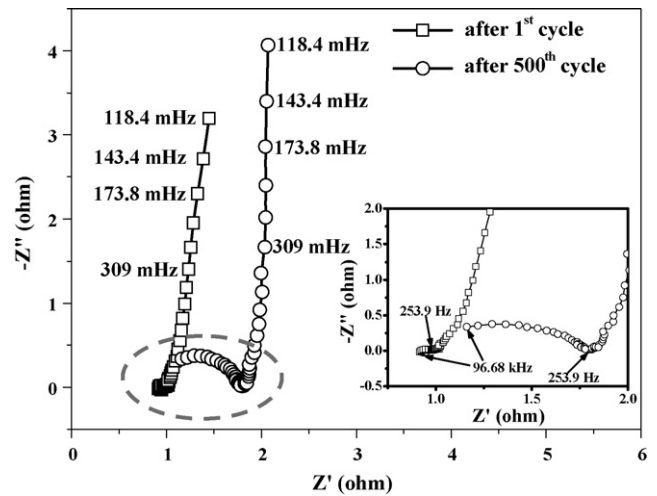 -Z" (ohm)
4
3
2
1
0
0
1
2
3
4
5
6
Z' (ohm)
after 1st cycle
after 500th cycle
118.4 mHz
143.4 mHz
173.8 mHz
309 mHz
118.4 mHz
143.4 mHz
173.8 mHz
309 mHz
-Z" (ohm)
2.0
1.5
1.0
0.5
0.0
-0.5
1.0
1.5
2.0
Z' (ohm)
253.9 Hz
96.68 kHz
253.9 Hz